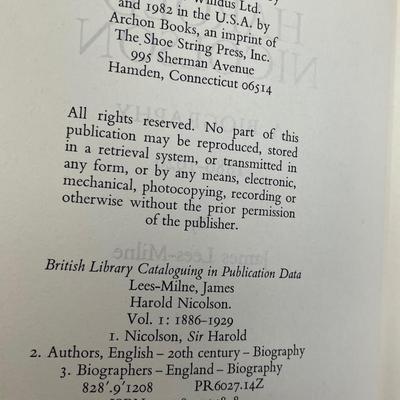 Windus Ltd.
and 1982 in the U.S.A. by
Archon Books, an imprint of
The Shoe String Press, Inc.
995 Sherman Avenue
Hamden, Connecticut 06514
All rights reserved. No part of this
publication may be reproduced, stored
in a retrieval system, or transmitted in
any form, or by any means, electronic,
mechanical, photocopying, recording or
otherwise without the prior permission
of the publisher.
British Library Cataloguing in Publication Data
Lees-Milne, James
Harold Nicolson.
Vol. 1: 1886–1929
1. Nicolson, Sir Harold
2. Authors, English – 20th century – Biography
3. Biographers – England – Biography
828'.9'1208 PR6027.14Z